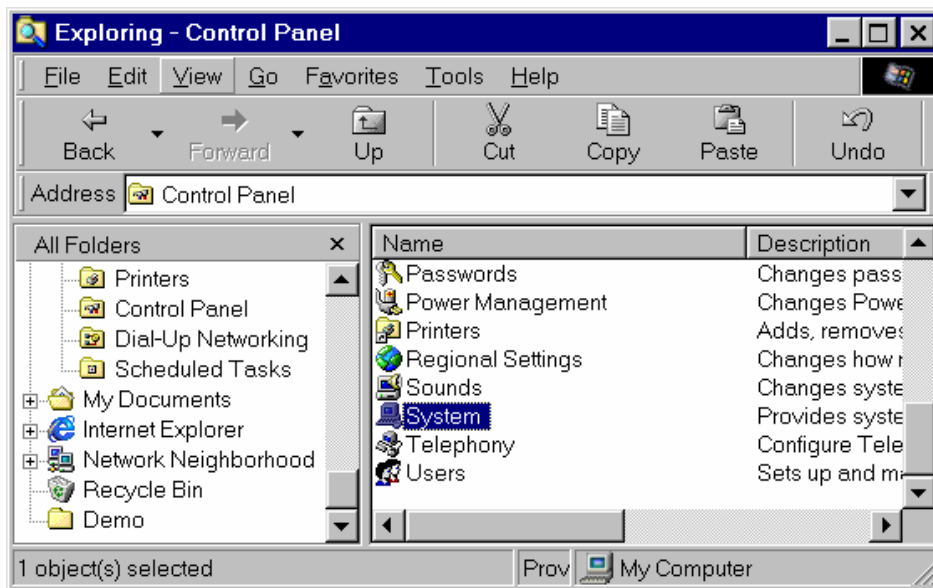 Exploring - Control Panel
File Edit View Go Favorites Tools Help
Back Forward Up Cut Copy Paste Undo
Address Control Panel
All Folders
Printers
Control Panel
Dial-Up Networking
Scheduled Tasks
My Documents
Internet Explorer
Network Neighborhood
Recycle Bin
Demo
Name Description
Passwords Changes pass
Power Management Changes Powe
Printers Adds, removes
Regional Settings Changes how
Sounds Changes syste
System Provides syste
Telephony Configure Tele
Users Sets up and
1 object(s) selected Prov My Computer